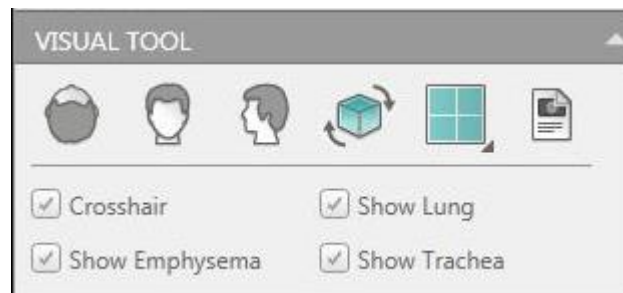 VISUAL TOOL
Crosshair Show Lung
Show Emphysema Show Trachea